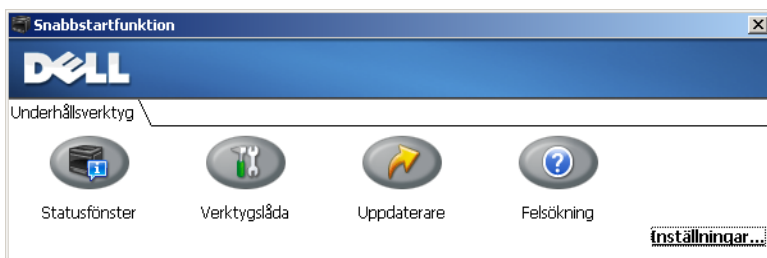 Snabbstartfunktion
DELL
Underhållsverktyg
Statusfönster Verktygslåda Uppdaterare Felsökning
Inställningar...